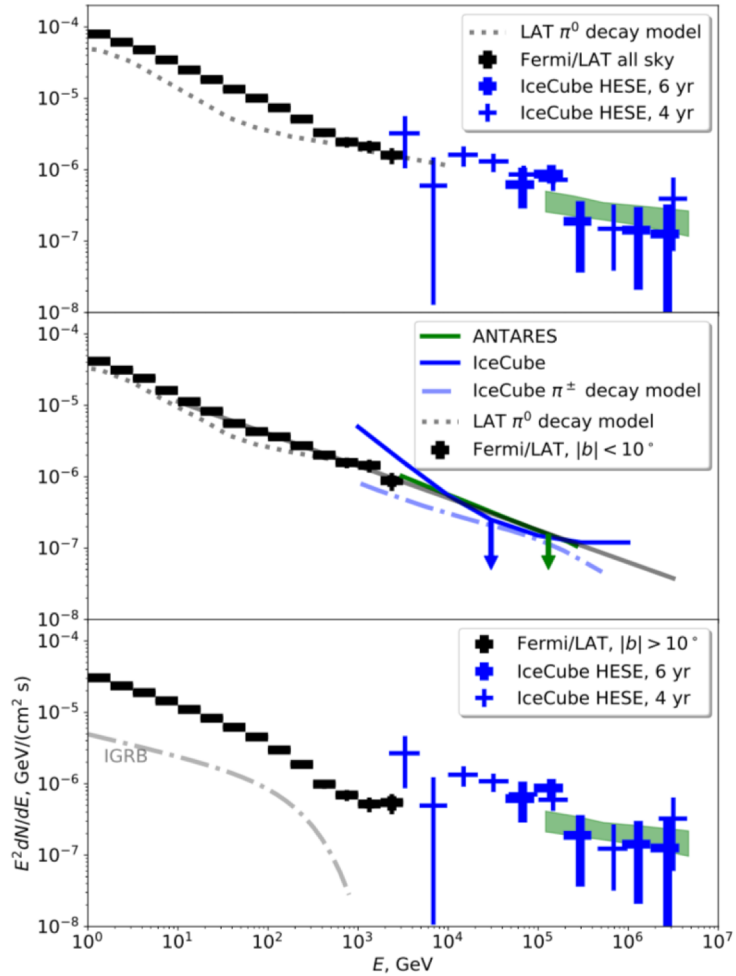 10⁻⁴
10⁻⁵
10⁻⁶
10⁻⁷
10⁻⁸
LAT π⁰ decay model
Fermi/LAT all sky
IceCube HESE, 6 yr
IceCube HESE, 4 yr
10⁻⁴
10⁻⁵
10⁻⁶
10⁻⁷
10⁻⁸
ANTARES
IceCube
IceCube π± decay model
LAT π⁰ decay model
Fermi/LAT, |b| < 10°
10⁻⁴
10⁻⁵
10⁻⁶
10⁻⁷
10⁻⁸
Fermi/LAT, |b| > 10°
IceCube HESE, 6 yr
IceCube HESE, 4 yr
IGRB
E²dN/dE, GeV/(cm² s)
10⁰ 10¹ 10² 10³ 10⁴ 10⁵ 10⁶ 10⁷
E, GeV